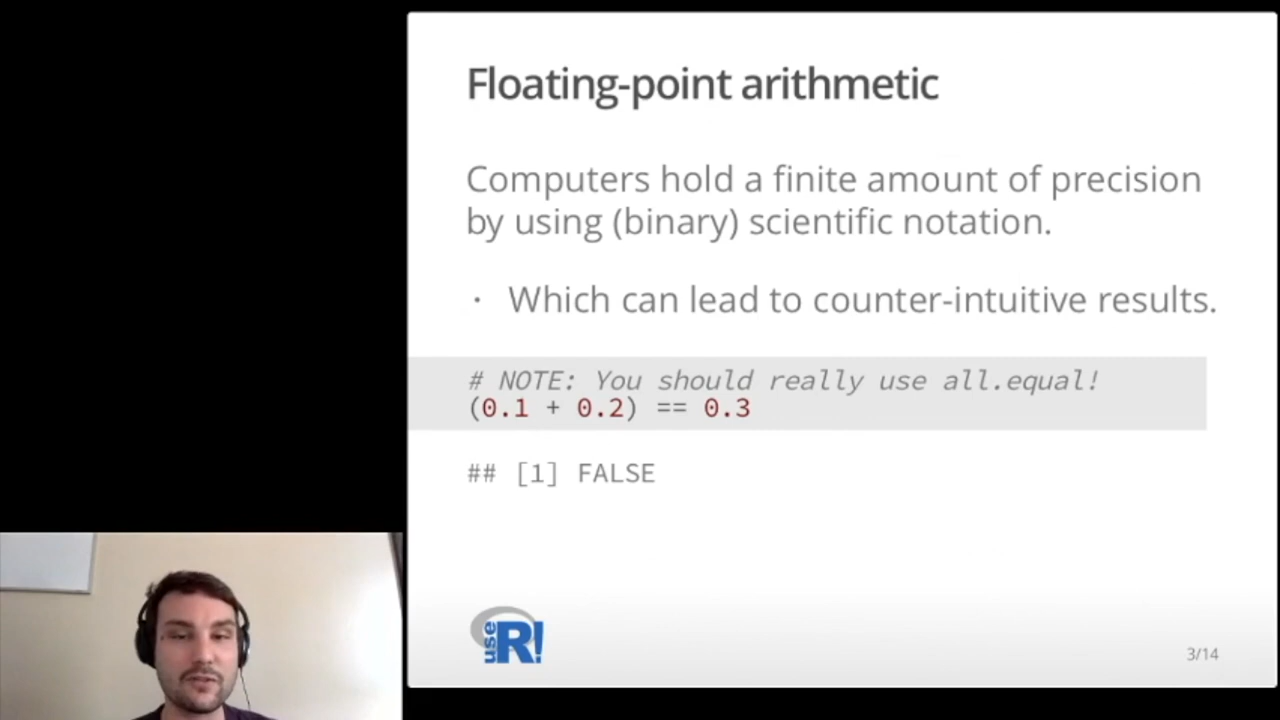 Floating-point arithmetic
Computers hold a finite amount of precision
by using (binary) scientific notation.
· Which can lead to counter-intuitive results.
# NOTE: You should really use all.equal!
(0.1 + 0.2) == 0.3
## [1] FALSE
use R!
3/14